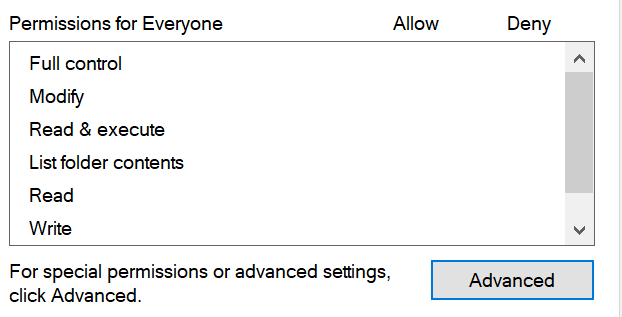 Permissions for Everyone Allow Deny
Full control
Modify
Read & execute
List folder contents
Read
Write
For special permissions or advanced settings,
click Advanced.
Advanced